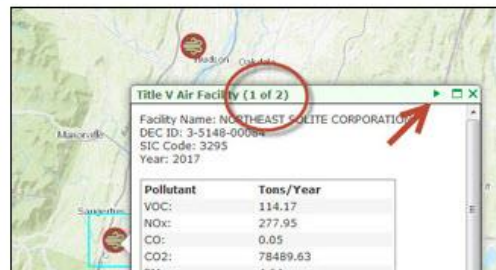 Hudson
Title V Air Facility (1 of 2)
Facility Name: NORTHEAST SOLITE CORPORATION
DEC ID: 3-5148-00084
SIC Code: 3295
Year: 2017
Pollutant Tons/Year
VOC: 114.17
NOx: 277.95
CO: 0.05
CO2: 78489.63